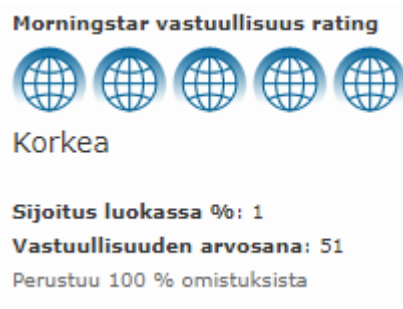 Morningstar vastuullisuus rating
Korkea
Sijoitus luokassa %: 1
Vastuullisuuden arvosana: 51
Perustuu 100 % omistuksista